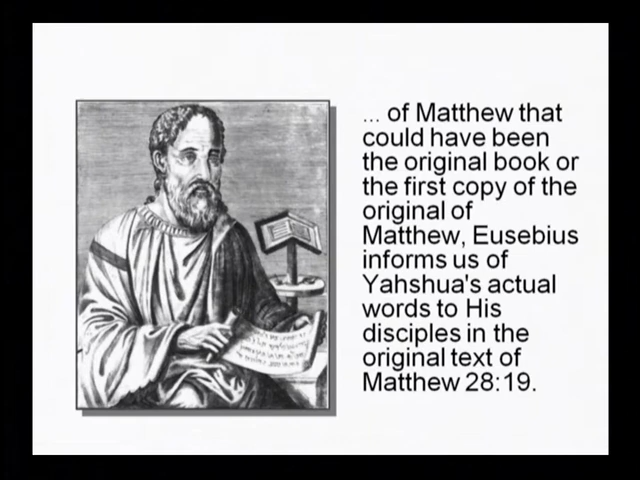 ... of Matthew that
could have been
the original book or
the first copy of the
original of
Matthew, Eusebius
informs us of
Yahshua's actual
words to His
disciples in the
original text of
Matthew 28:19.